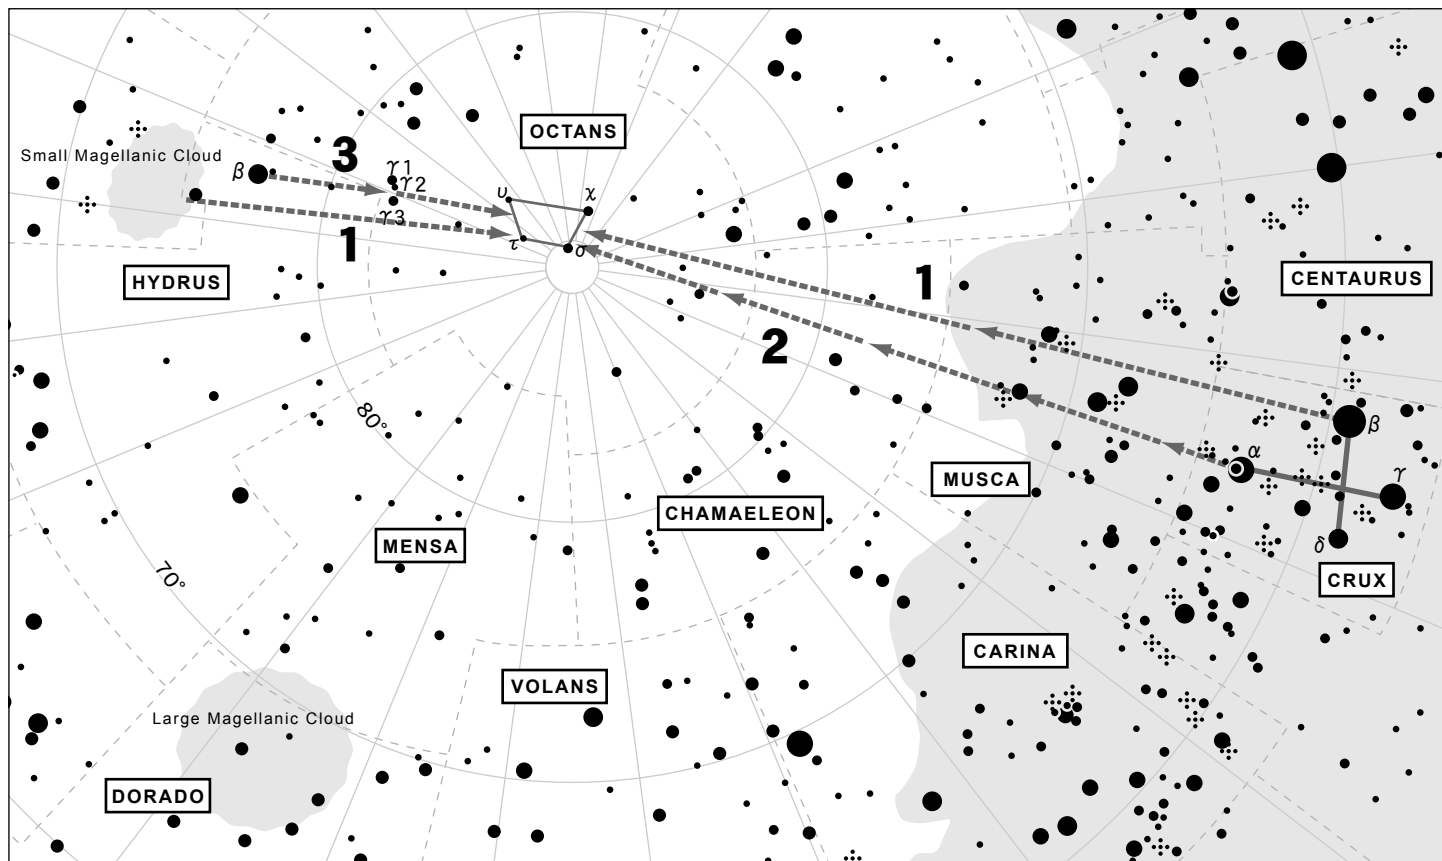 OCTANS
Small Magellanic Cloud
3
β
γ1
γ2
γ3
υ
χ
τ
σ
1
HYDRUS
1
CENTAURUS
2
80°
β
α
γ
δ
MUSCA
CHAMAELEON
MENSA
CRUX
70°
CARINA
VOLANS
Large Magellanic Cloud
DORADO